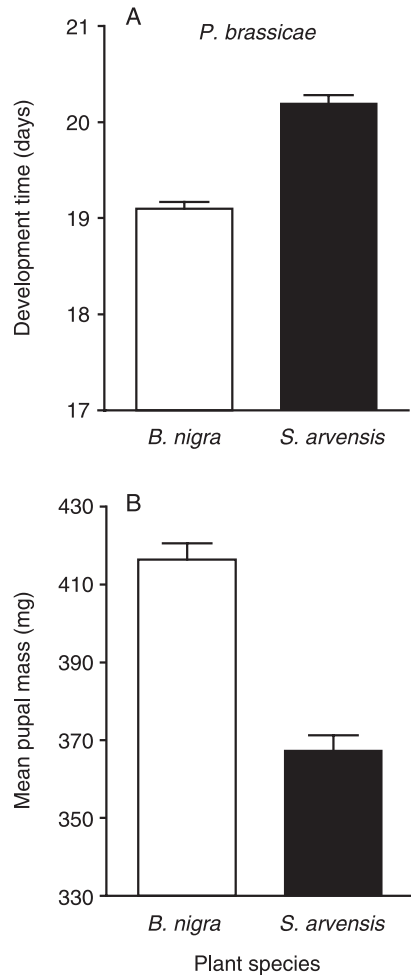 A
P. brassicae
Development time (days)
21
20
19
18
17
B. nigra S. arvensis
B
Mean pupal mass (mg)
430
410
390
370
350
330
B. nigra S. arvensis
Plant species